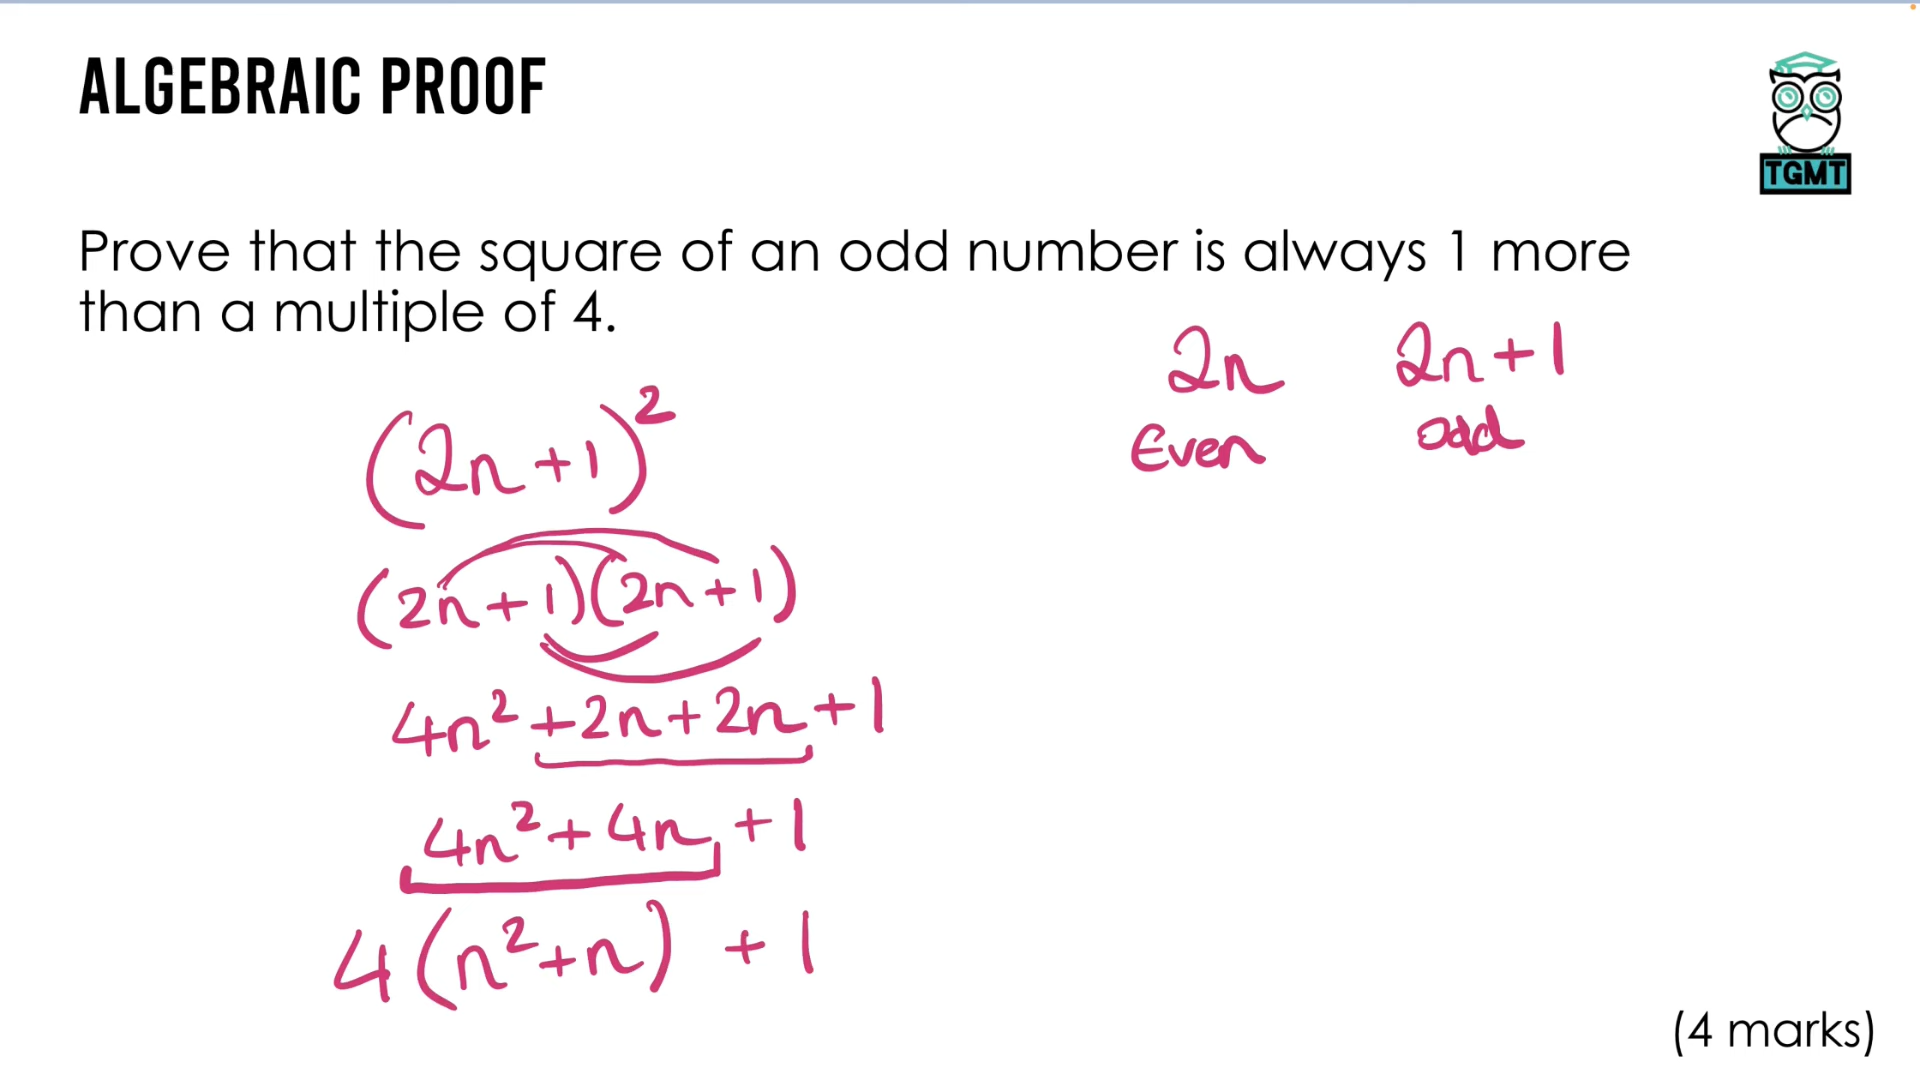 ALGEBRAIC PROOF
TGMT
Prove that the square of an odd number is always 1 more
than a multiple of 4.
2n 2n+1
Even odd
(2n+1)²
(2n+1)(2n+1)
4n²+2n+2n+1
4n²+4n+1
4(n²+n)+1
(4 marks)